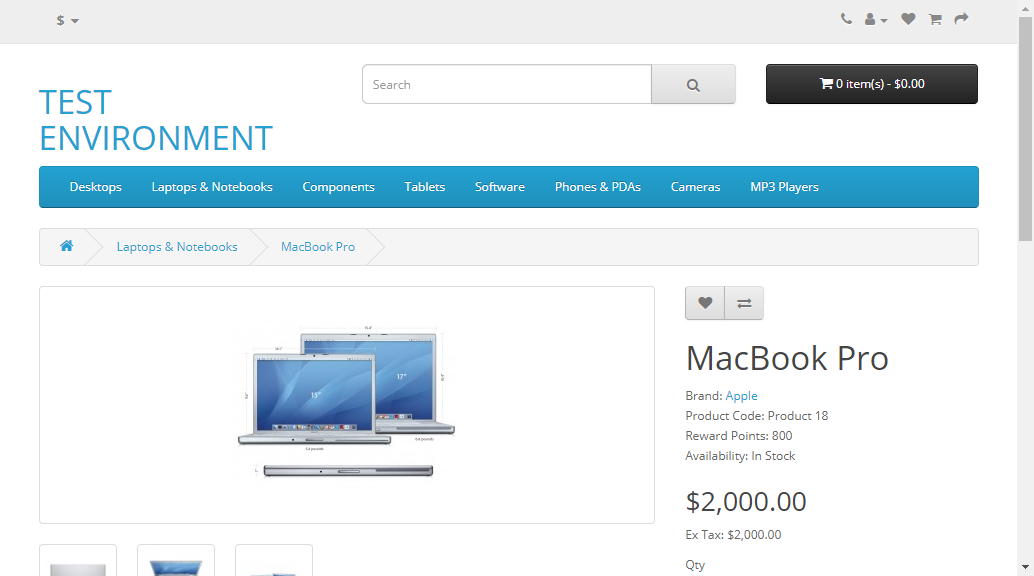 $
Search
0 item(s) - $0.00
TEST
ENVIRONMENT
Desktops
Laptops & Notebooks
Components
Tablets
Software
Phones & PDAs
Cameras
MP3 Players
Laptops & Notebooks
MacBook Pro
15"
17"
MacBook Pro
Brand: Apple
Product Code: Product 18
Reward Points: 800
Availability: In Stock
$2,000.00
Ex Tax: $2,000.00
Qty